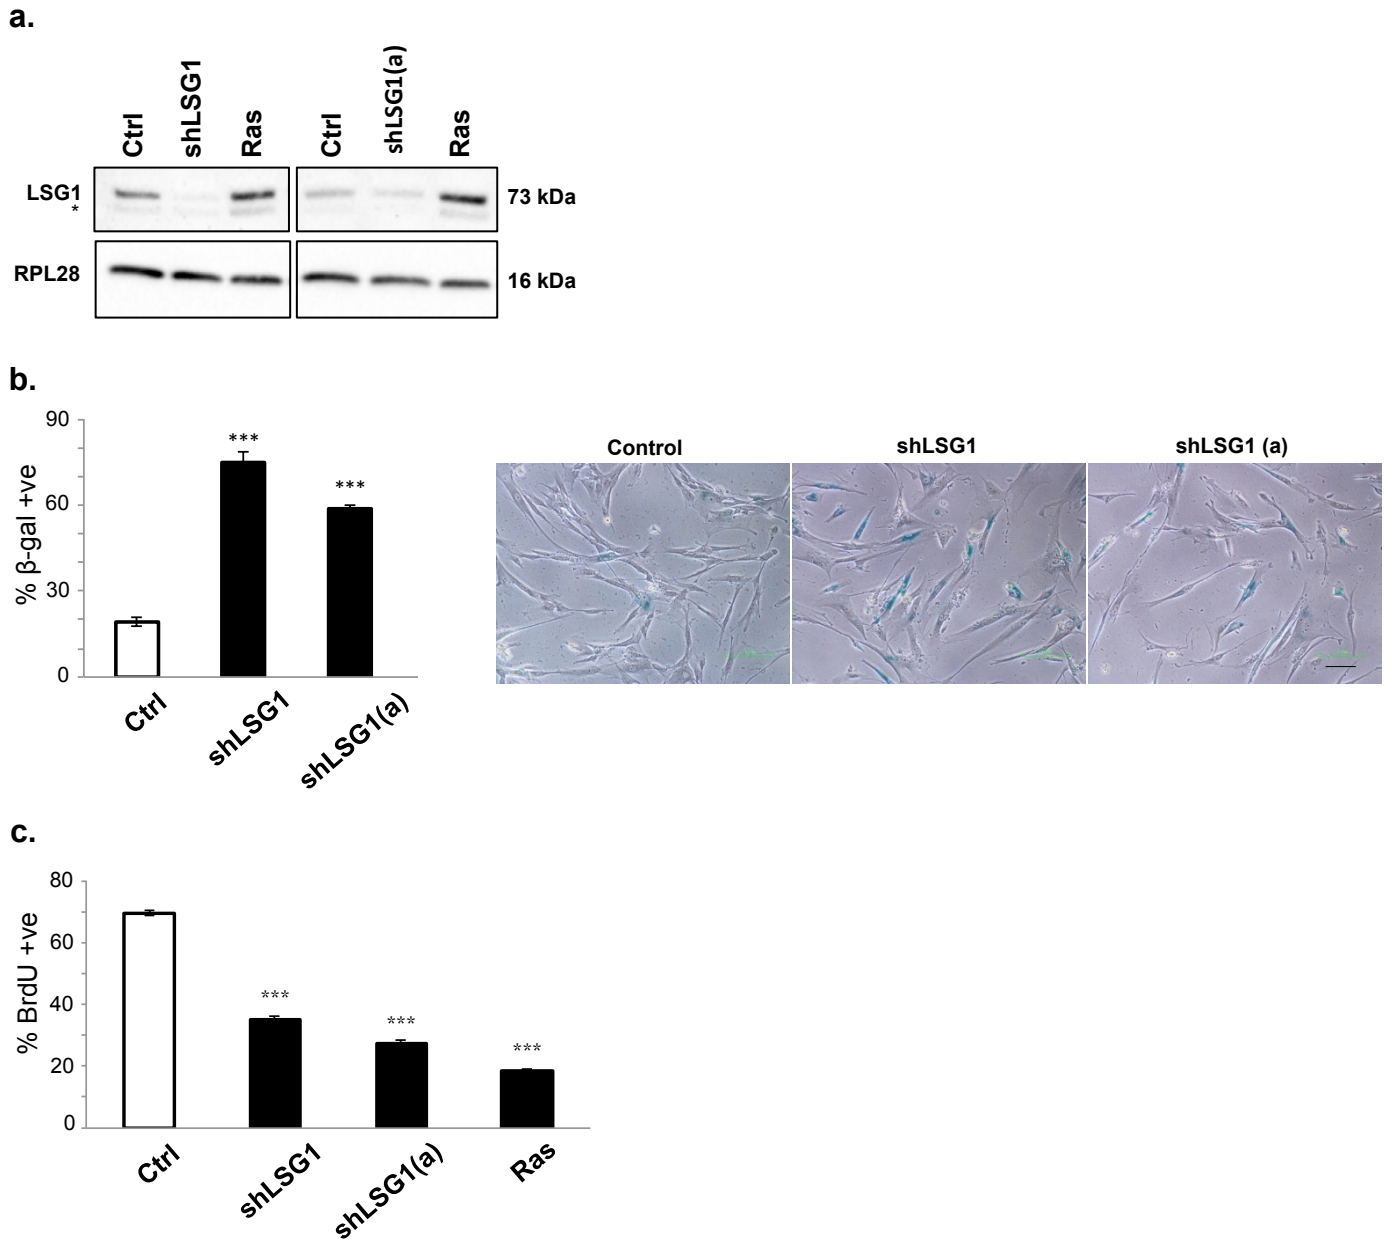 a.
Ctrl shLSG1 Ras Ctrl shLSG1(a) Ras
LSG1 73 kDa
*
RPL28 16 kDa
b.
90
60
30
0
% β-gal +ve
***
***
Ctrl shLSG1 shLSG1(a)
Control shLSG1 shLSG1 (a)
c.
80
60
40
20
0
% BrdU +ve
***
***
***
Ctrl shLSG1 shLSG1(a) Ras